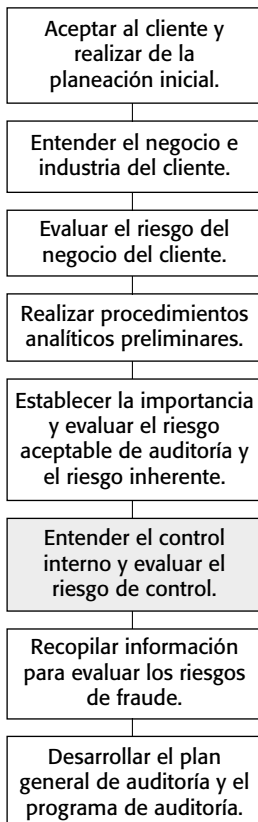 Aceptar al cliente y
realizar de la
planeación inicial.
Entender el negocio e
industria del cliente.
Evaluar el riesgo del
negocio del cliente.
Realizar procedimientos
analíticos preliminares.
Establecer la importancia
y evaluar el riesgo
aceptable de auditoría y
el riesgo inherente.
Entender el control
interno y evaluar el
riesgo de control.
Recopilar información
para evaluar los riesgos
de fraude.
Desarrollar el plan
general de auditoría y el
programa de auditoría.